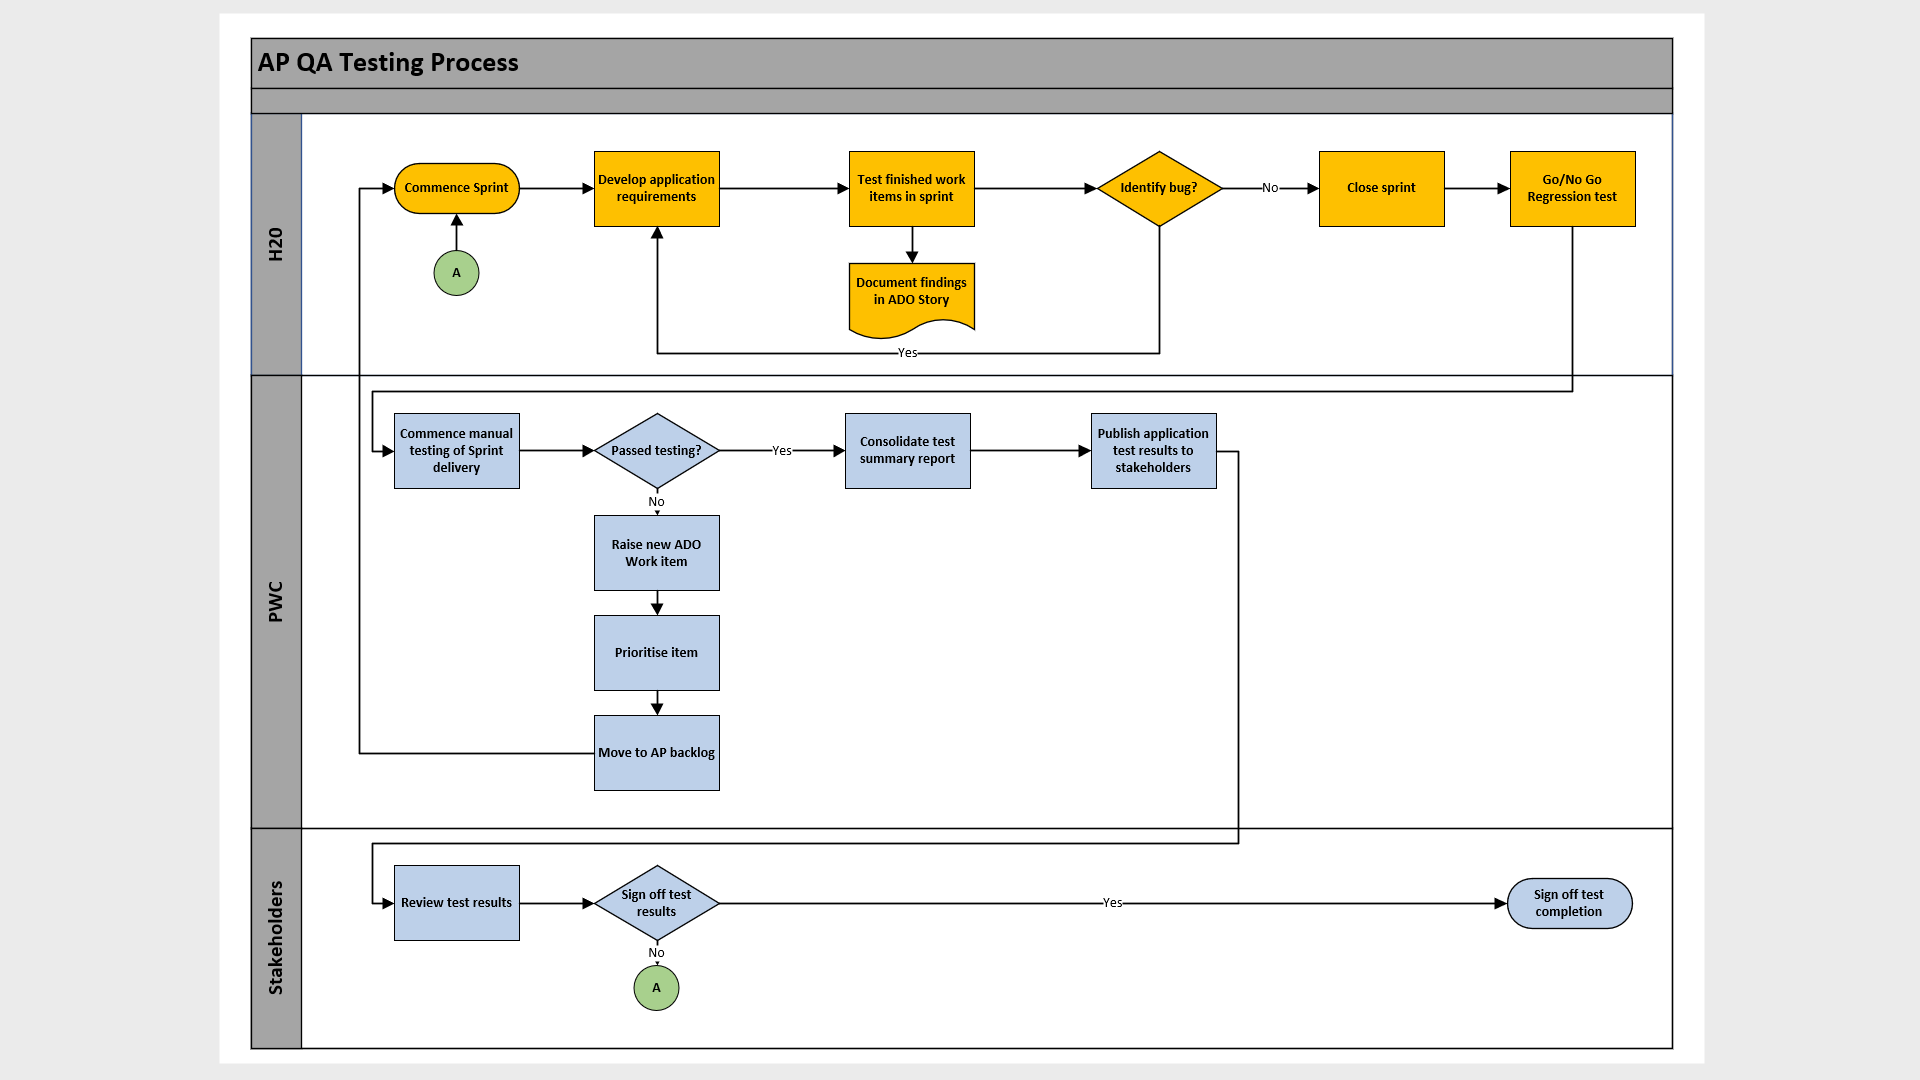 AP QA Testing Process
H20
Commence Sprint
Develop application
requirements
Test finished work
items in sprint
Identify bug?
No
Close sprint
Go/No Go
Regression test
A
Document findings
in ADO Story
Yes
PWC
Commence manual
testing of Sprint
delivery
Passed testing?
Yes
Consolidate test
summary report
Publish application
test results to
stakeholders
No
Raise new ADO
Work item
Prioritise item
Move to AP backlog
Stakeholders
Review test results
Sign off test
results
Yes
Sign off test
completion
No
A